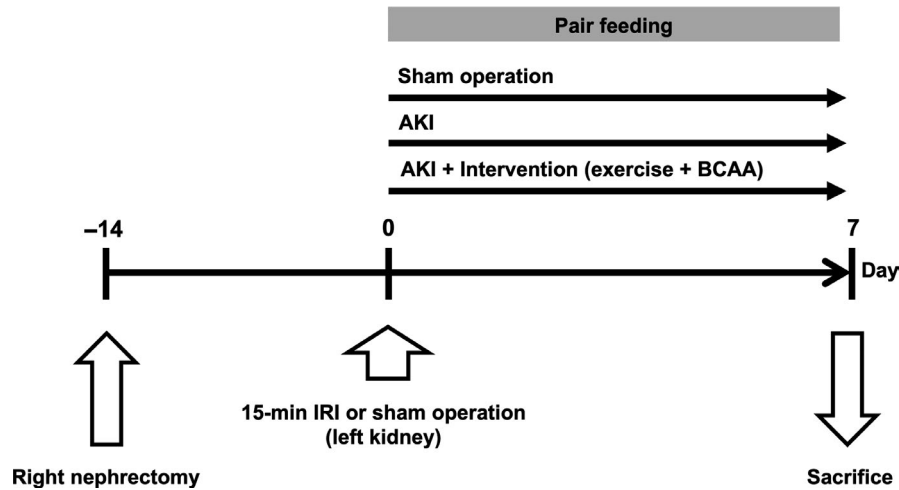 Pair feeding
Sham operation
AKI
AKI + Intervention (exercise + BCAA)
–14
0
7
Day
15-min IRI or sham operation
(left kidney)
Right nephrectomy
Sacrifice